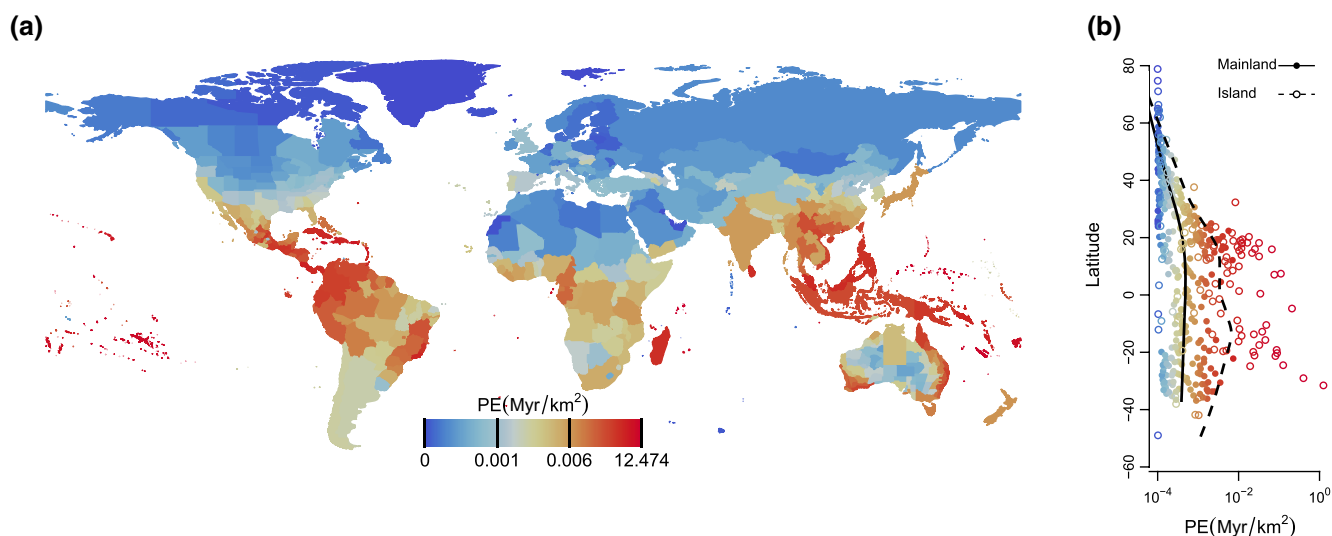 (a)
PE(Myr/km²)
0 0.001 0.006 12.474
(b)
Mainland
Island
80
60
40
20
0
−20
−40
−60
Latitude
10⁻⁴ 10⁻² 10⁰
PE(Myr/km²)